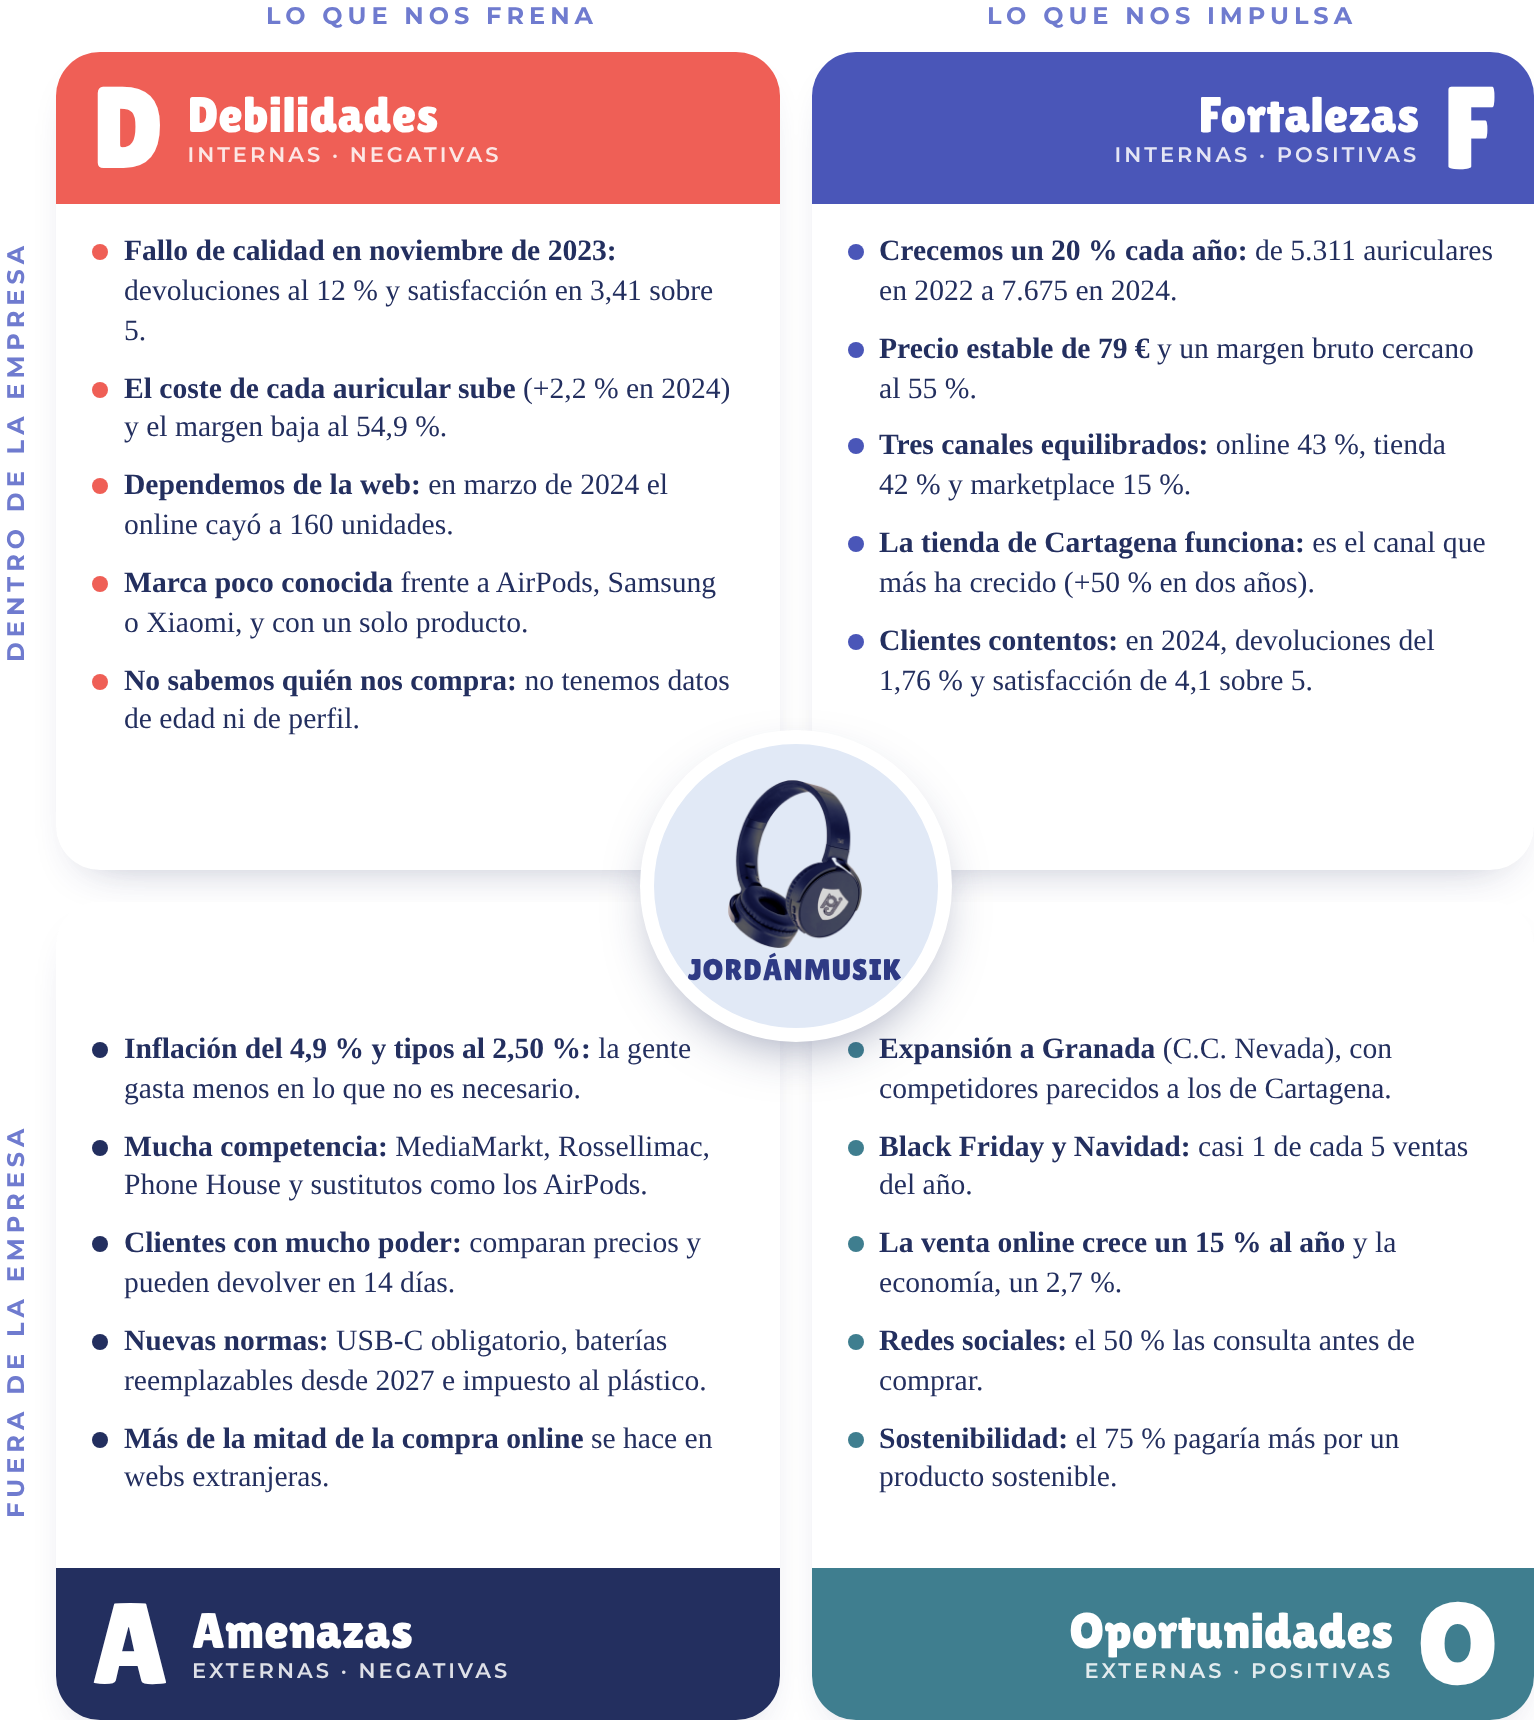 LO QUE NOS FRENA
LO QUE NOS IMPULSA
DENTRO DE LA EMPRESA
D
Debilidades
INTERNAS · NEGATIVAS
Fallo de calidad en noviembre de 2023:
devoluciones al 12 % y satisfacción en 3,41 sobre
5.
El coste de cada auricular sube (+2,2 % en 2024)
y el margen baja al 54,9 %.
Dependemos de la web: en marzo de 2024 el
online cayó a 160 unidades.
Marca poco conocida frente a AirPods, Samsung
o Xiaomi, y con un solo producto.
No sabemos quién nos compra: no tenemos datos
de edad ni de perfil.
Fortalezas
INTERNAS · POSITIVAS
F
Crecemos un 20 % cada año: de 5.311 auriculares
en 2022 a 7.675 en 2024.
Precio estable de 79 € y un margen bruto cercano
al 55 %.
Tres canales equilibrados: online 43 %, tienda
42 % y marketplace 15 %.
La tienda de Cartagena funciona: es el canal que
más ha crecido (+50 % en dos años).
Clientes contentos: en 2024, devoluciones del
1,76 % y satisfacción de 4,1 sobre 5.
JORDÁNMUSIK
FUERA DE LA EMPRESA
Inflación del 4,9 % y tipos al 2,50 %: la gente
gasta menos en lo que no es necesario.
Mucha competencia: MediaMarkt, Rossellimac,
Phone House y sustitutos como los AirPods.
Clientes con mucho poder: comparan precios y
pueden devolver en 14 días.
Nuevas normas: USB-C obligatorio, baterías
reemplazables desde 2027 e impuesto al plástico.
Más de la mitad de la compra online se hace en
webs extranjeras.
A
Amenazas
EXTERNAS · NEGATIVAS
Expansión a Granada (C.C. Nevada), con
competidores parecidos a los de Cartagena.
Black Friday y Navidad: casi 1 de cada 5 ventas
del año.
La venta online crece un 15 % al año y la
economía, un 2,7 %.
Redes sociales: el 50 % las consulta antes de
comprar.
Sostenibilidad: el 75 % pagaría más por un
producto sostenible.
Oportunidades
EXTERNAS · POSITIVAS
O